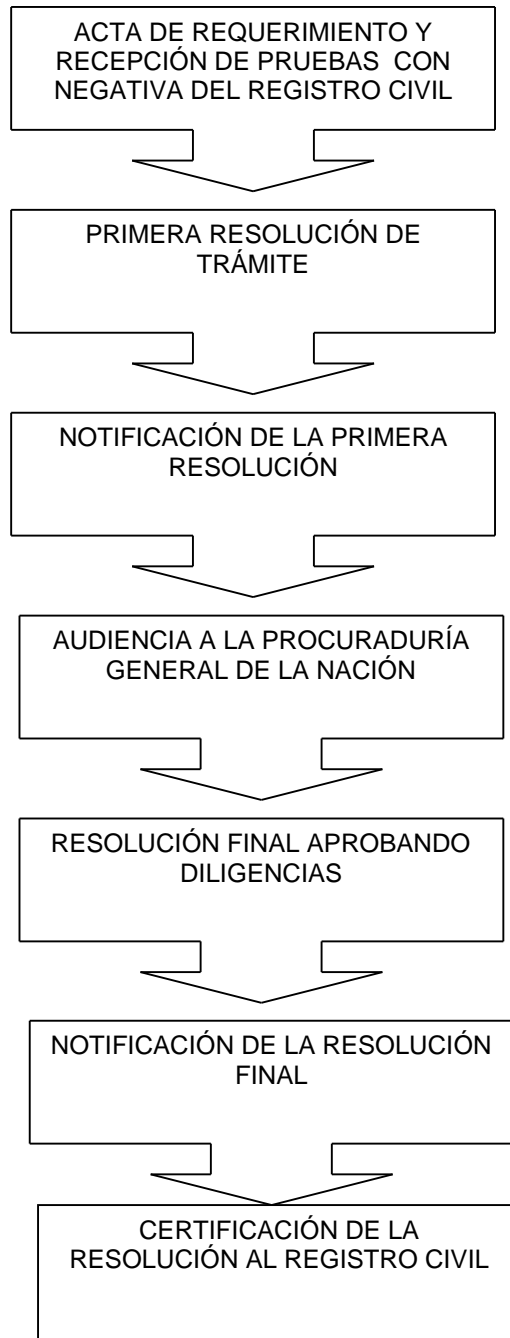 ACTA DE REQUERIMIENTO Y
RECEPCIÓN DE PRUEBAS CON
NEGATIVA DEL REGISTRO CIVIL
PRIMERA RESOLUCIÓN DE
TRÁMITE
NOTIFICACIÓN DE LA PRIMERA
RESOLUCIÓN
AUDIENCIA A LA PROCURADURÍA
GENERAL DE LA NACIÓN
RESOLUCIÓN FINAL APROBANDO
DILIGENCIAS
NOTIFICACIÓN DE LA RESOLUCIÓN
FINAL
CERTIFICACIÓN DE LA
RESOLUCIÓN AL REGISTRO CIVIL